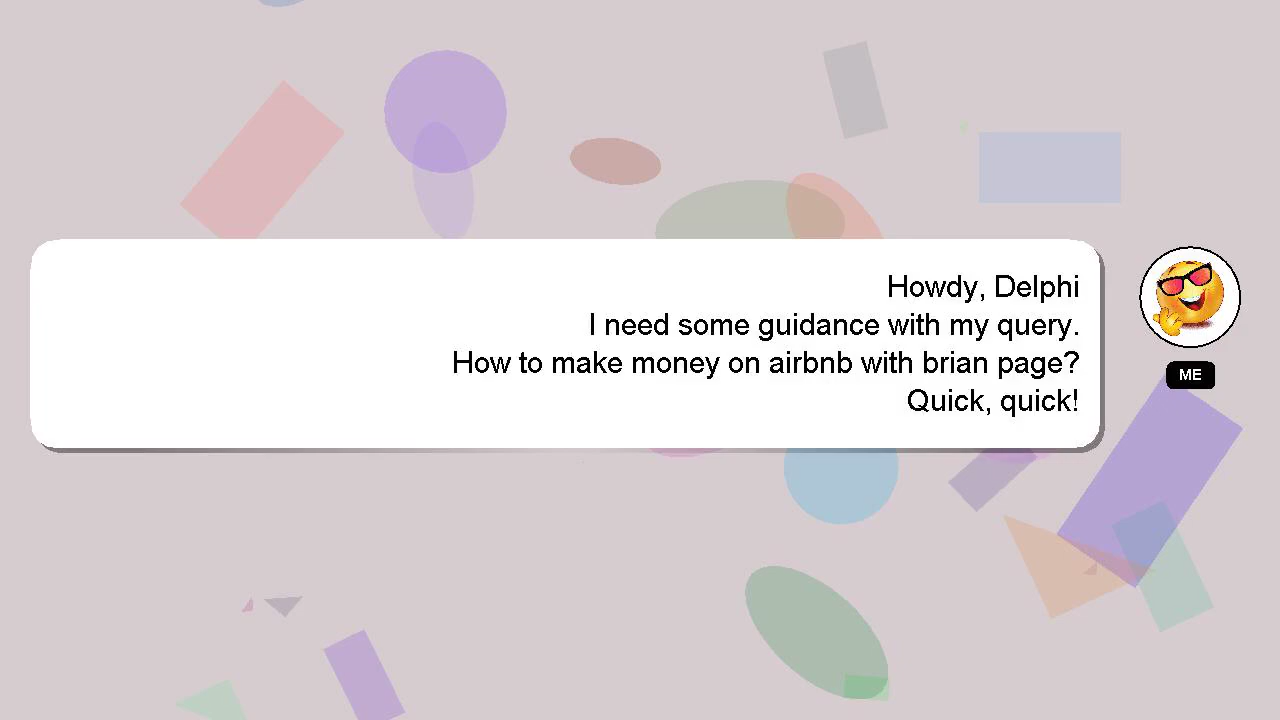 Howdy, Delphi
I need some guidance with my query.
How to make money on airbnb with brian page?
Quick, quick!
ME